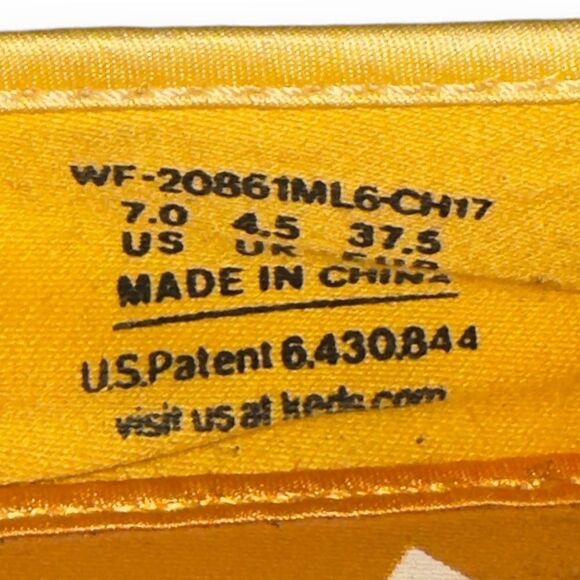 WF-20861ML6-CH17
7.0 4.5 37.5
US UK EUR
MADE IN CHINA
U.S.Patent 6.430.844
visit us at keds.com